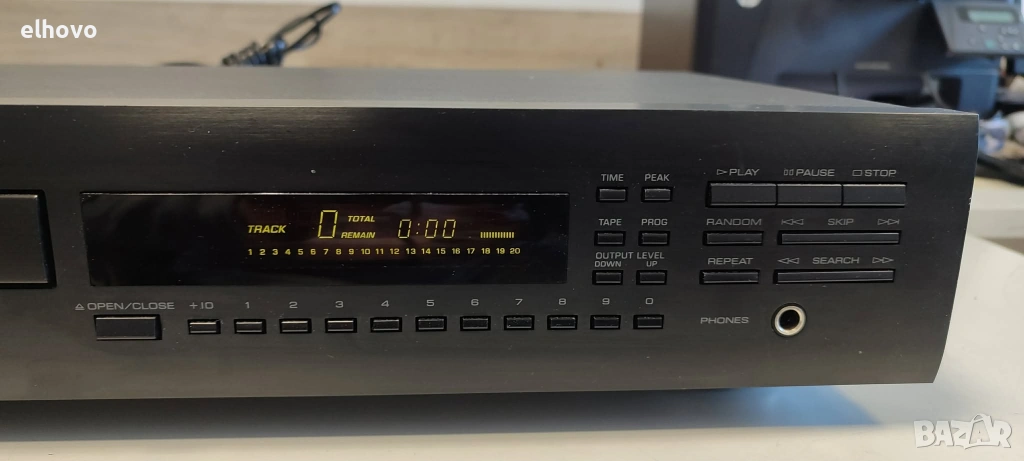 elhovo
TIME PEAK ▷PLAY ▯▯PAUSE □STOP
TRACK 0 TOTAL REMAIN 0:00
TAPE PROG RANDOM ◁◁ SKIP ▷▷
1 2 3 4 5 6 7 8 9 10 11 12 13 14 15 16 17 18 19 20
OUTPUT LEVEL
DOWN UP
REPEAT ◁◁ SEARCH ▷▷
△OPEN/CLOSE +10 1 2 3 4 5 6 7 8 9 0
PHONES
BAZAR